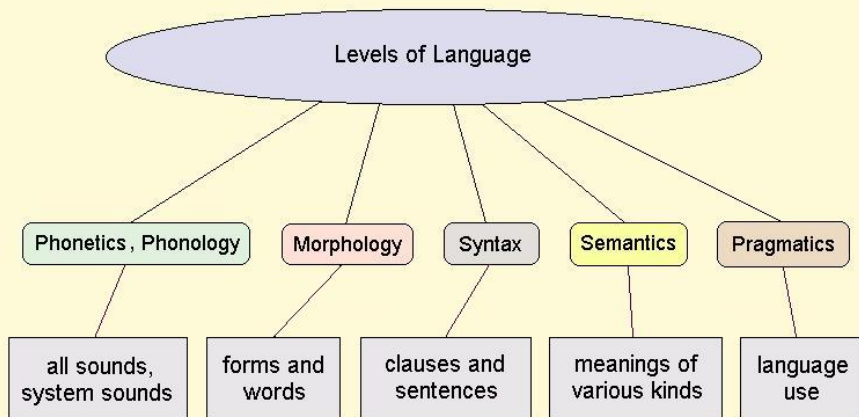 Levels of Language
Phonetics , Phonology
Morphology
Syntax
Semantics
Pragmatics
all sounds,
system sounds
forms and
words
clauses and
sentences
meanings of
various kinds
language
use